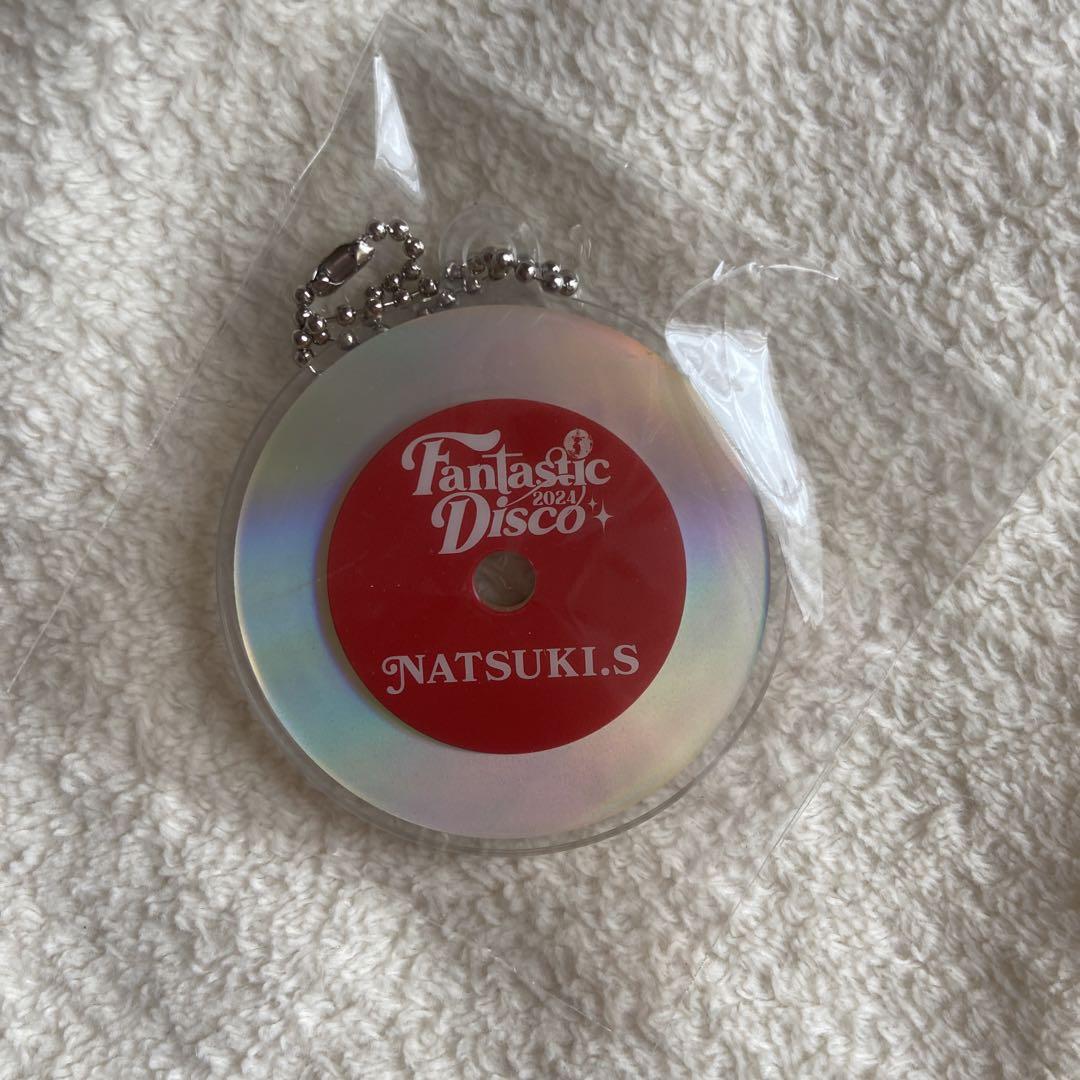 Fantastic
2024
Disco
NATSUKI.S